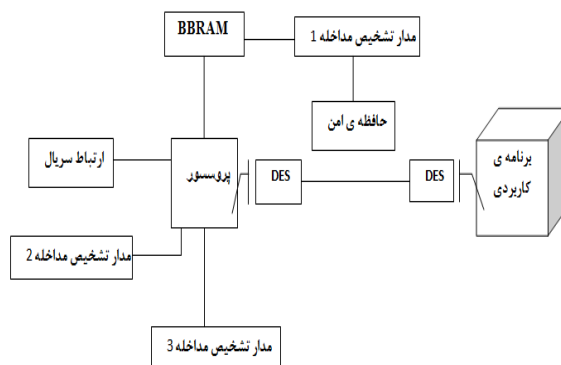 BBRAM
مدار تشخیص مداخله 1
حافظه ی امن
ارتباط سریال
پروسسور
DES
DES
برنامه ی
کاربردی
مدار تشخیص مداخله 2
مدار تشخیص مداخله 3